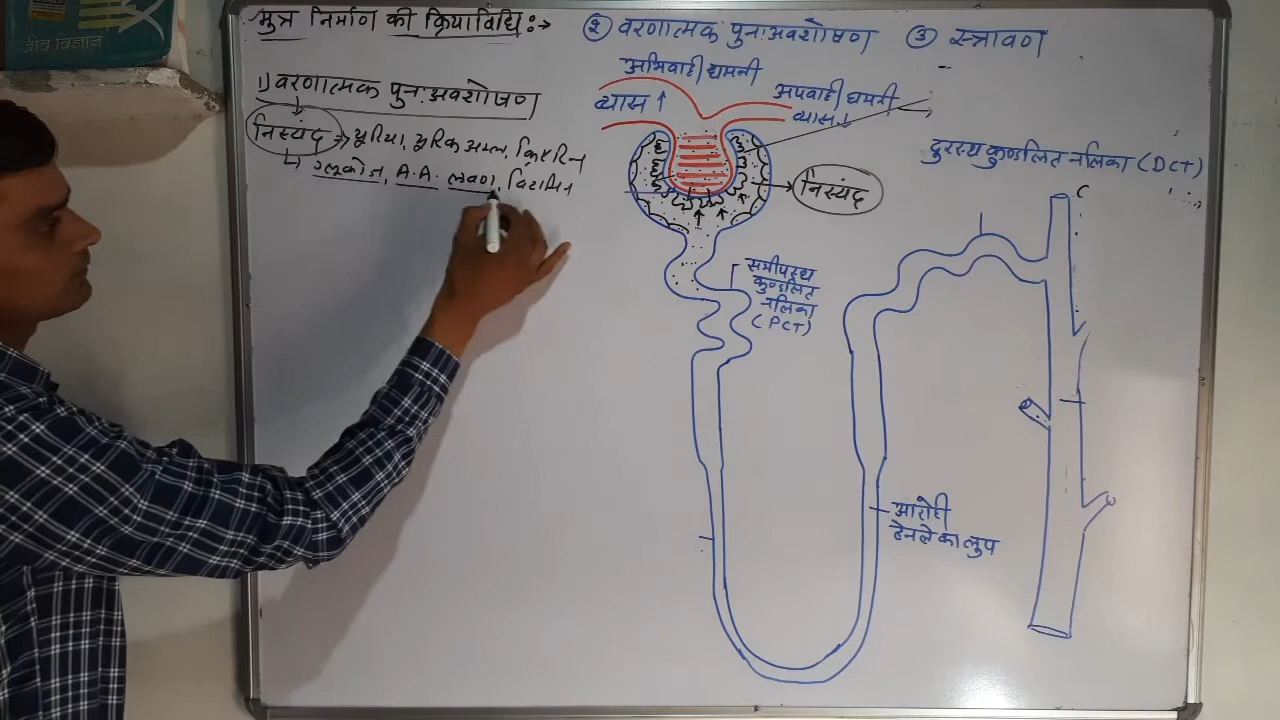 जीव विज्ञान
मुत्र निर्माण की क्रियाविधि :→
② वरणात्मक पुनःअवशोषण ③ स्त्रावण
1) वरणात्मक पुनःअवशोषण
निस्यंद → यूरिया, यूरिक अम्ल, किएटिन
↳ ग्लूकोज, A.A. लवण, विटामिन
अभिवाही धमनी
व्यास ↑
अपवाही धमनी
व्यास ↓
निस्यंद
दुरस्थ कुण्डलित नलिका (DCT)
समीपस्थ
कुण्डलित
नलिका
(PCT)
आरोही
हेनले का लुप